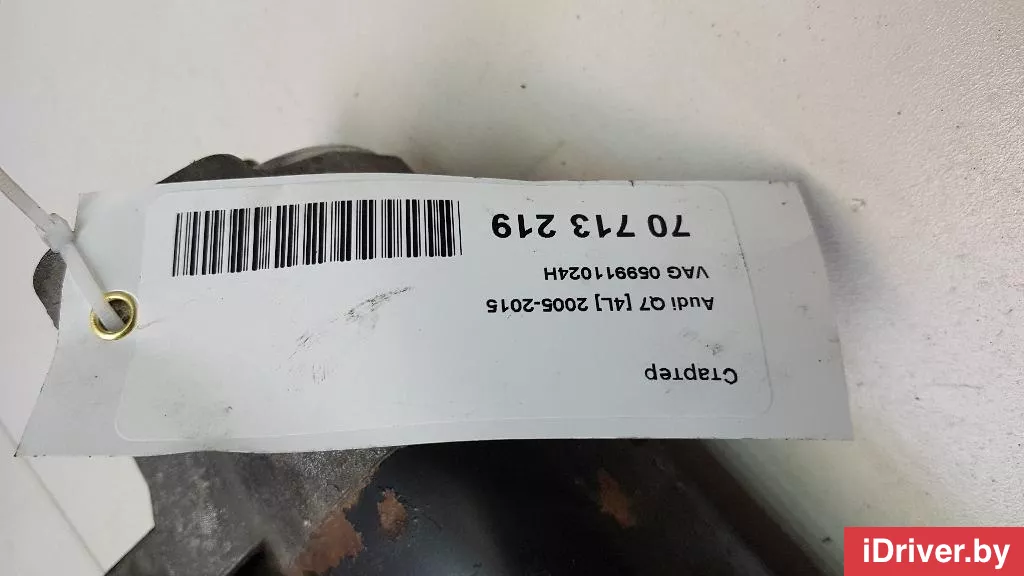 Стартер
Audi Q7 [4L] 2005-2015
VAG 059911024H
70 713 219
iDriver.by